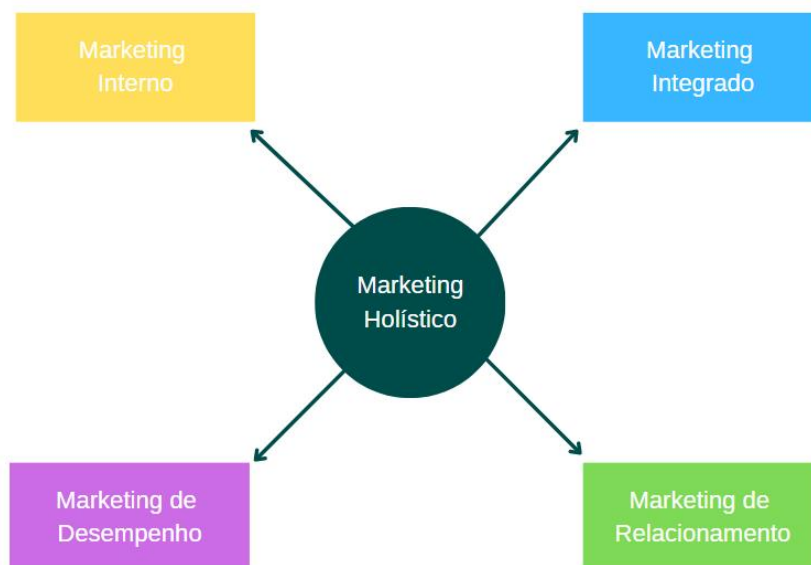 Marketing
Interno
Marketing
Integrado
Marketing
Holístico
Marketing de
Desempenho
Marketing de
Relacionamento